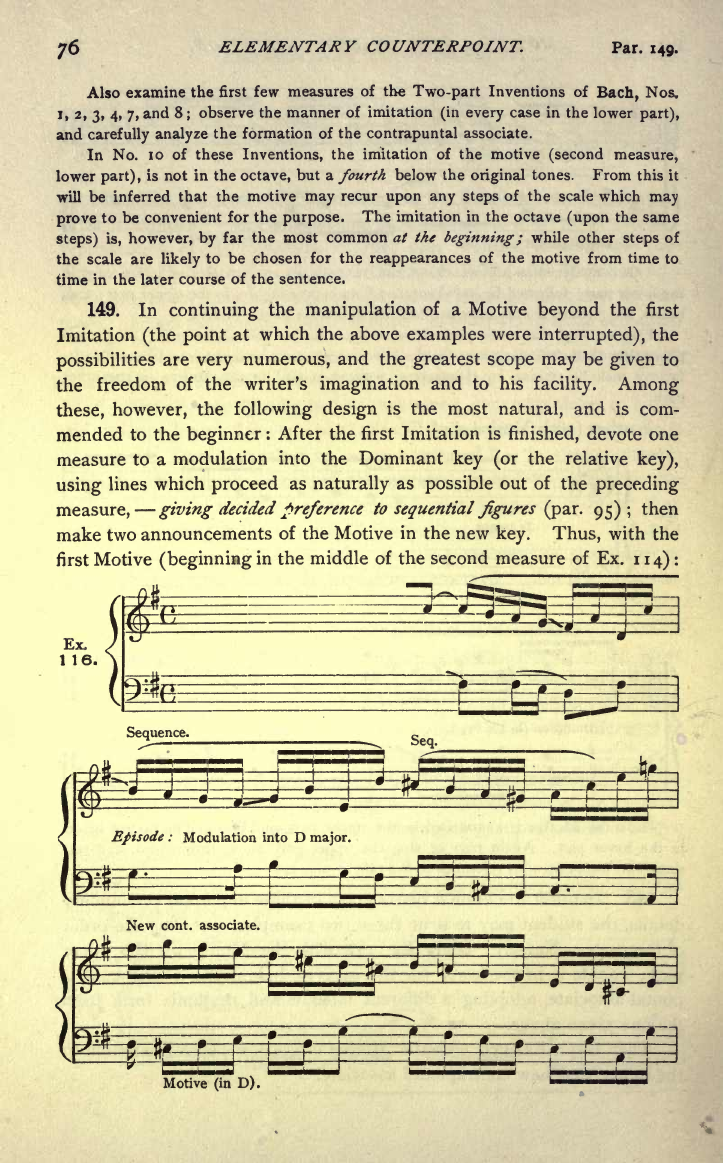 76 ELEMENTARY COUNTERPOINT. Par. 149.
Also examine the first few measures of the Two-part Inventions of Bach, Nos.
1, 2, 3, 4, 7, and 8; observe the manner of imitation (in every case in the lower part),
and carefully analyze the formation of the contrapuntal associate.
In No. 10 of these Inventions, the imitation of the motive (second measure,
lower part), is not in the octave, but a fourth below the original tones. From this it
will be inferred that the motive may recur upon any steps of the scale which may
prove to be convenient for the purpose. The imitation in the octave (upon the same
steps) is, however, by far the most common at the beginning; while other steps of
the scale are likely to be chosen for the reappearances of the motive from time to
time in the later course of the sentence.
149. In continuing the manipulation of a Motive beyond the first
Imitation (the point at which the above examples were interrupted), the
possibilities are very numerous, and the greatest scope may be given to
the freedom of the writer's imagination and to his facility. Among
these, however, the following design is the most natural, and is com-
mended to the beginner: After the first Imitation is finished, devote one
measure to a modulation into the Dominant key (or the relative key),
using lines which proceed as naturally as possible out of the preceding
measure, — giving decided preference to sequential figures (par. 95); then
make two announcements of the Motive in the new key. Thus, with the
first Motive (beginning in the middle of the second measure of Ex. 114):
Ex.
116.
Sequence.
Seq.
Episode: Modulation into D major.
New cont. associate.
Motive (in D).